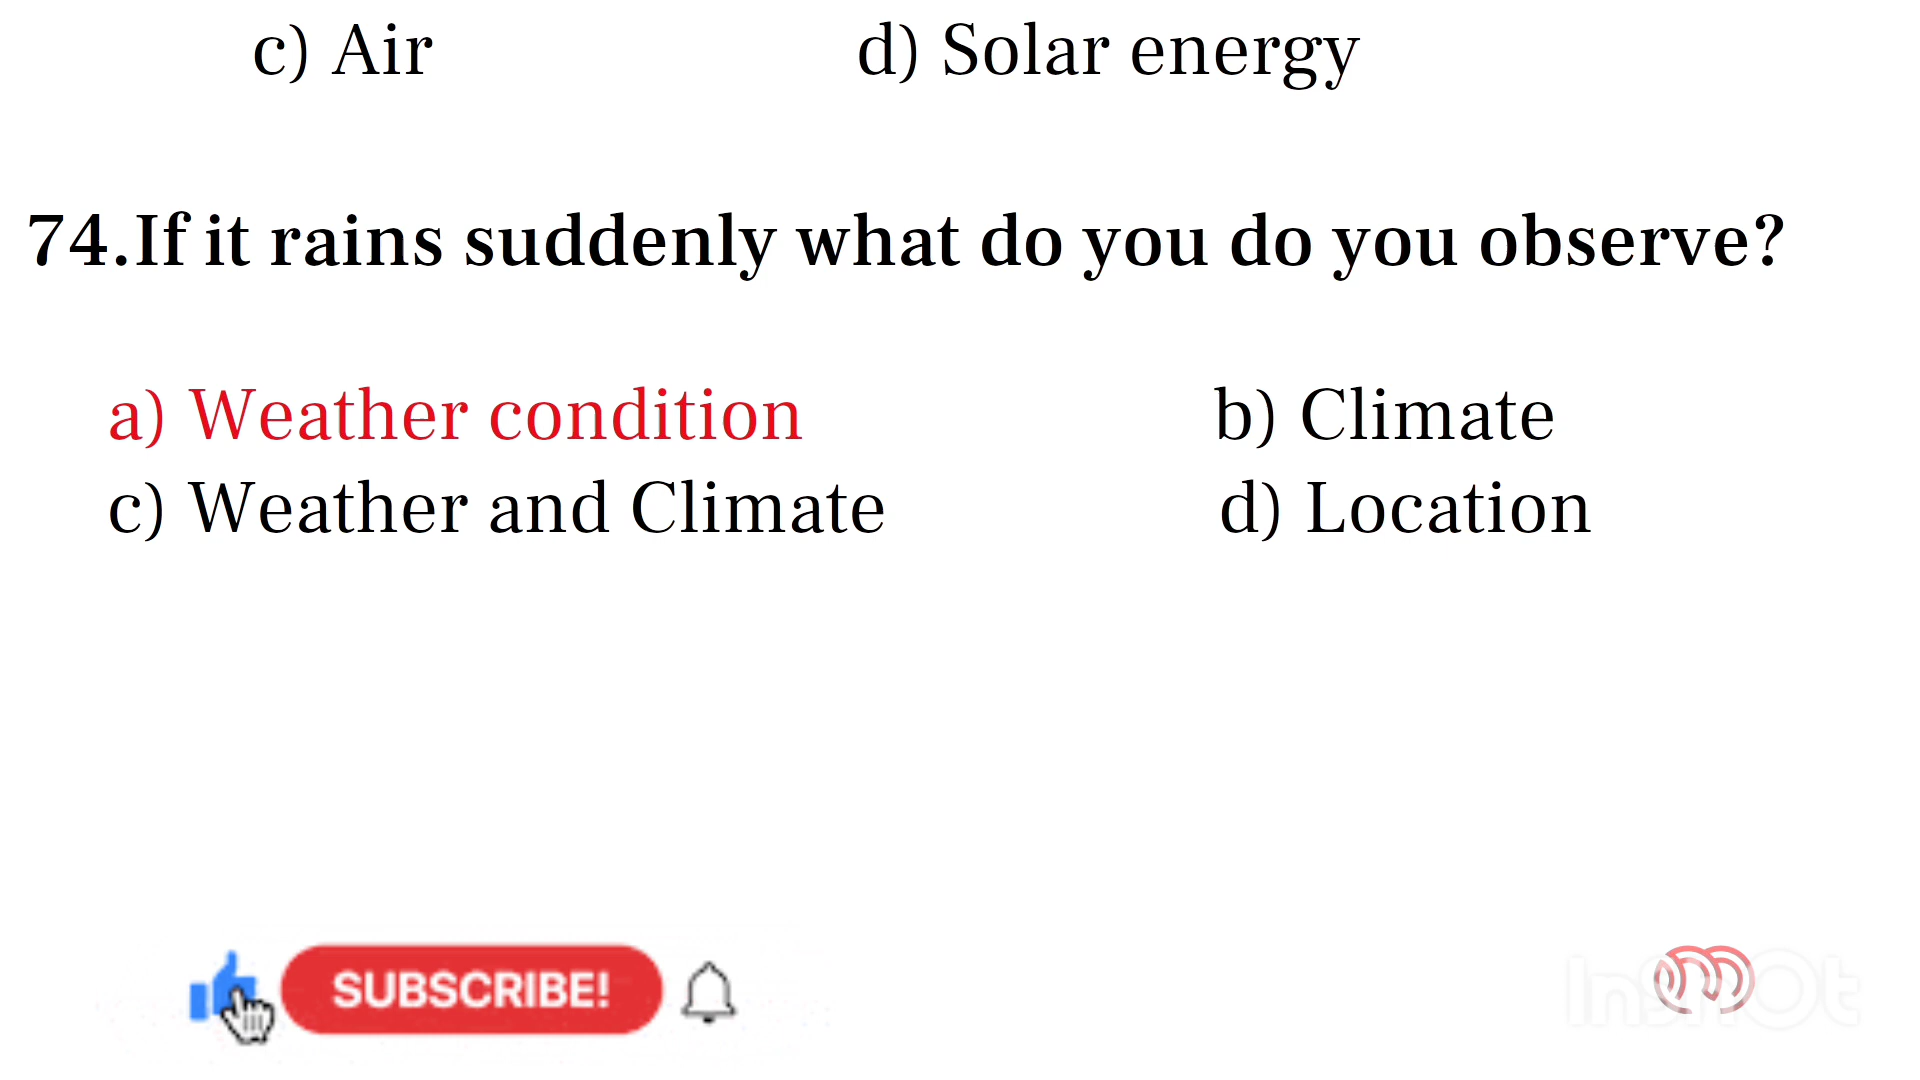 c) Air d) Solar energy
74.If it rains suddenly what do you do you observe?
a) Weather condition b) Climate
c) Weather and Climate d) Location
SUBSCRIBE!
InShOt